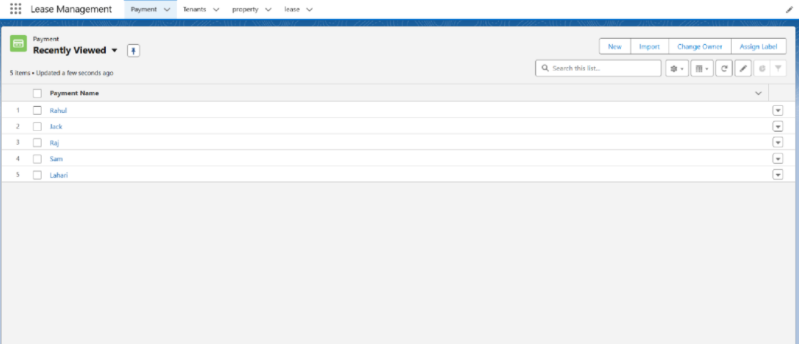 Lease Management Payment Tenants property lease
Payment
Recently Viewed
New Import Change Owner Assign Label
5 items • Updated a few seconds ago
Search this list...
Payment Name
1 Rahul
2 Jack
3 Raj
4 Sam
5 Lahari